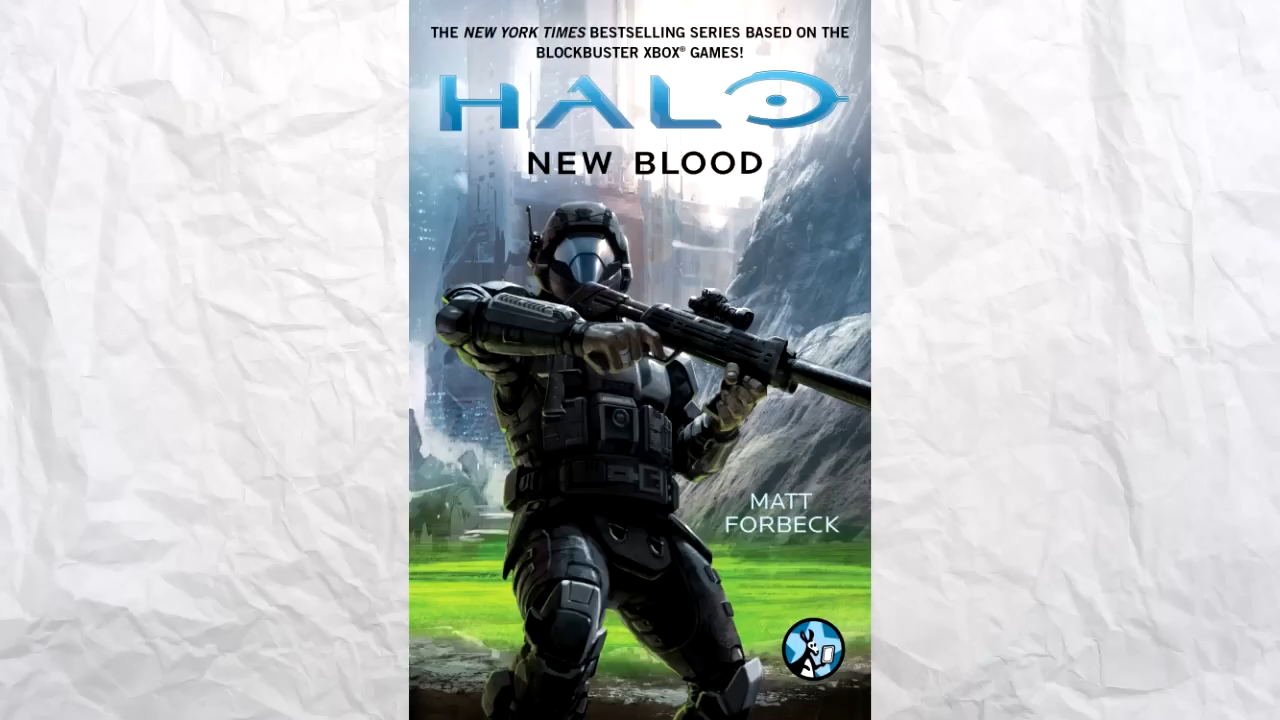 THE NEW YORK TIMES BESTSELLING SERIES BASED ON THE
BLOCKBUSTER XBOX® GAMES!
HALO
NEW BLOOD
MATT
FORBECK